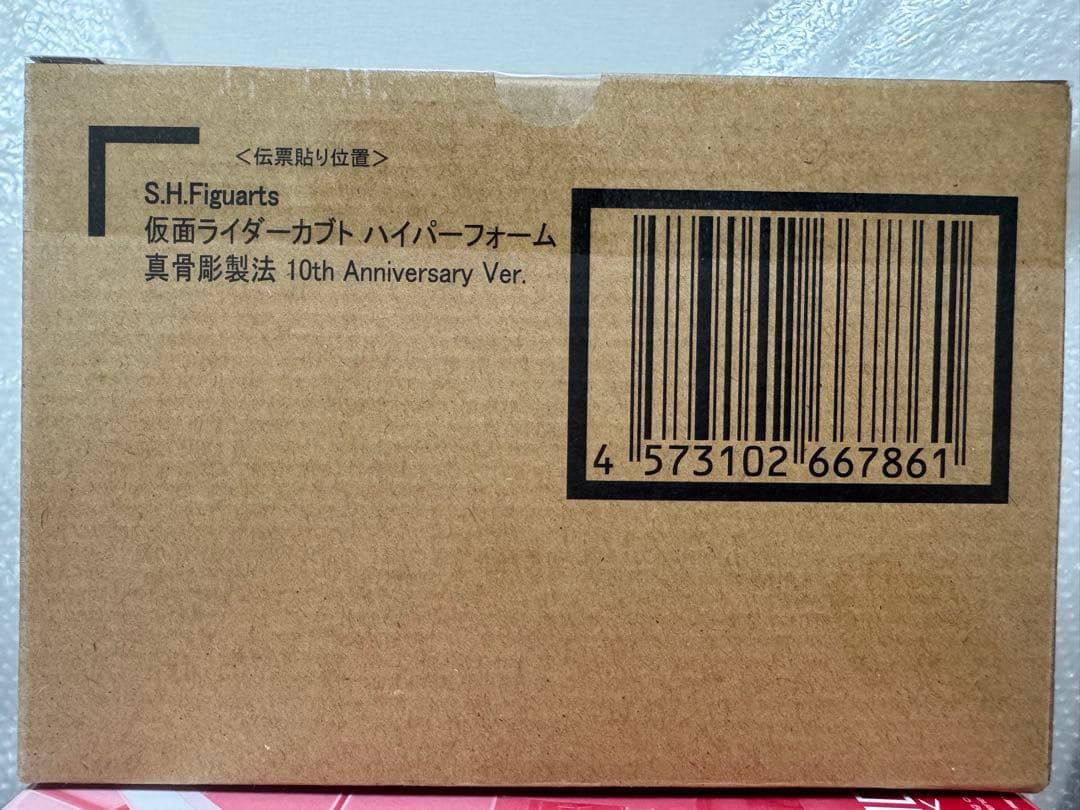 ＜伝票貼り位置＞
S.H.Figuarts
仮面ライダーカブト ハイパーフォーム
真骨彫製法 10th Anniversary Ver.
4 573102 667861